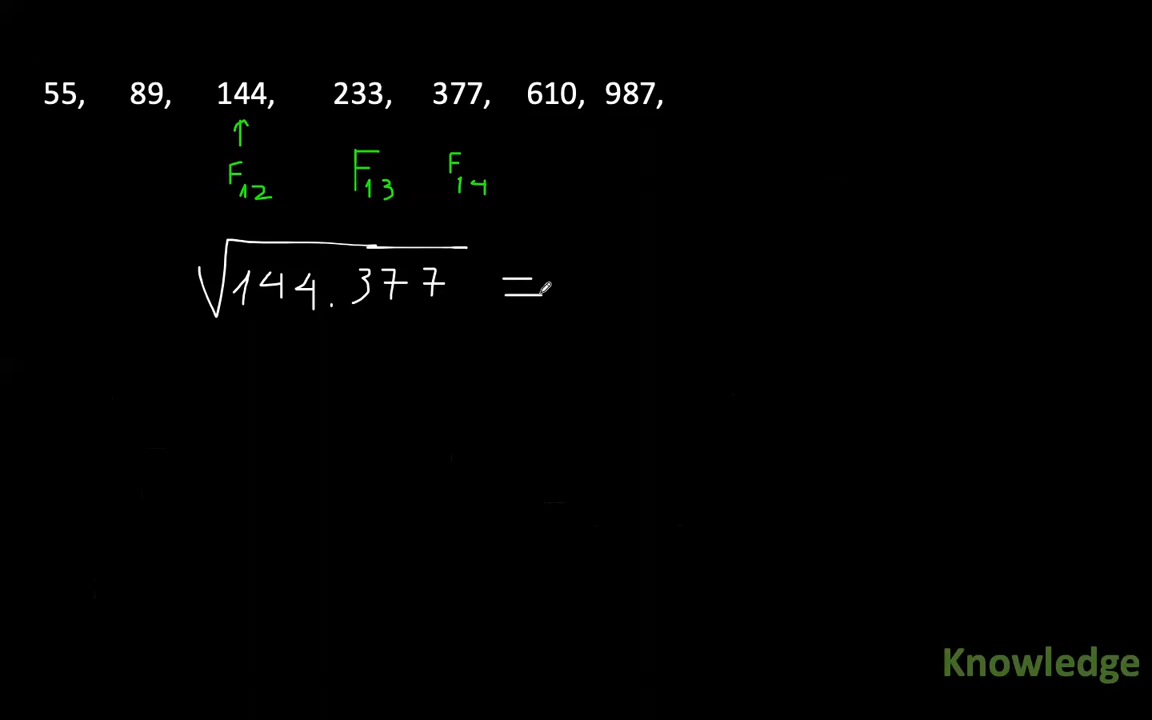 55, 89, 144, 233, 377, 610, 987,
↑
F₁₂ F₁₃ F₁₄
√144.377 =
Knowledge